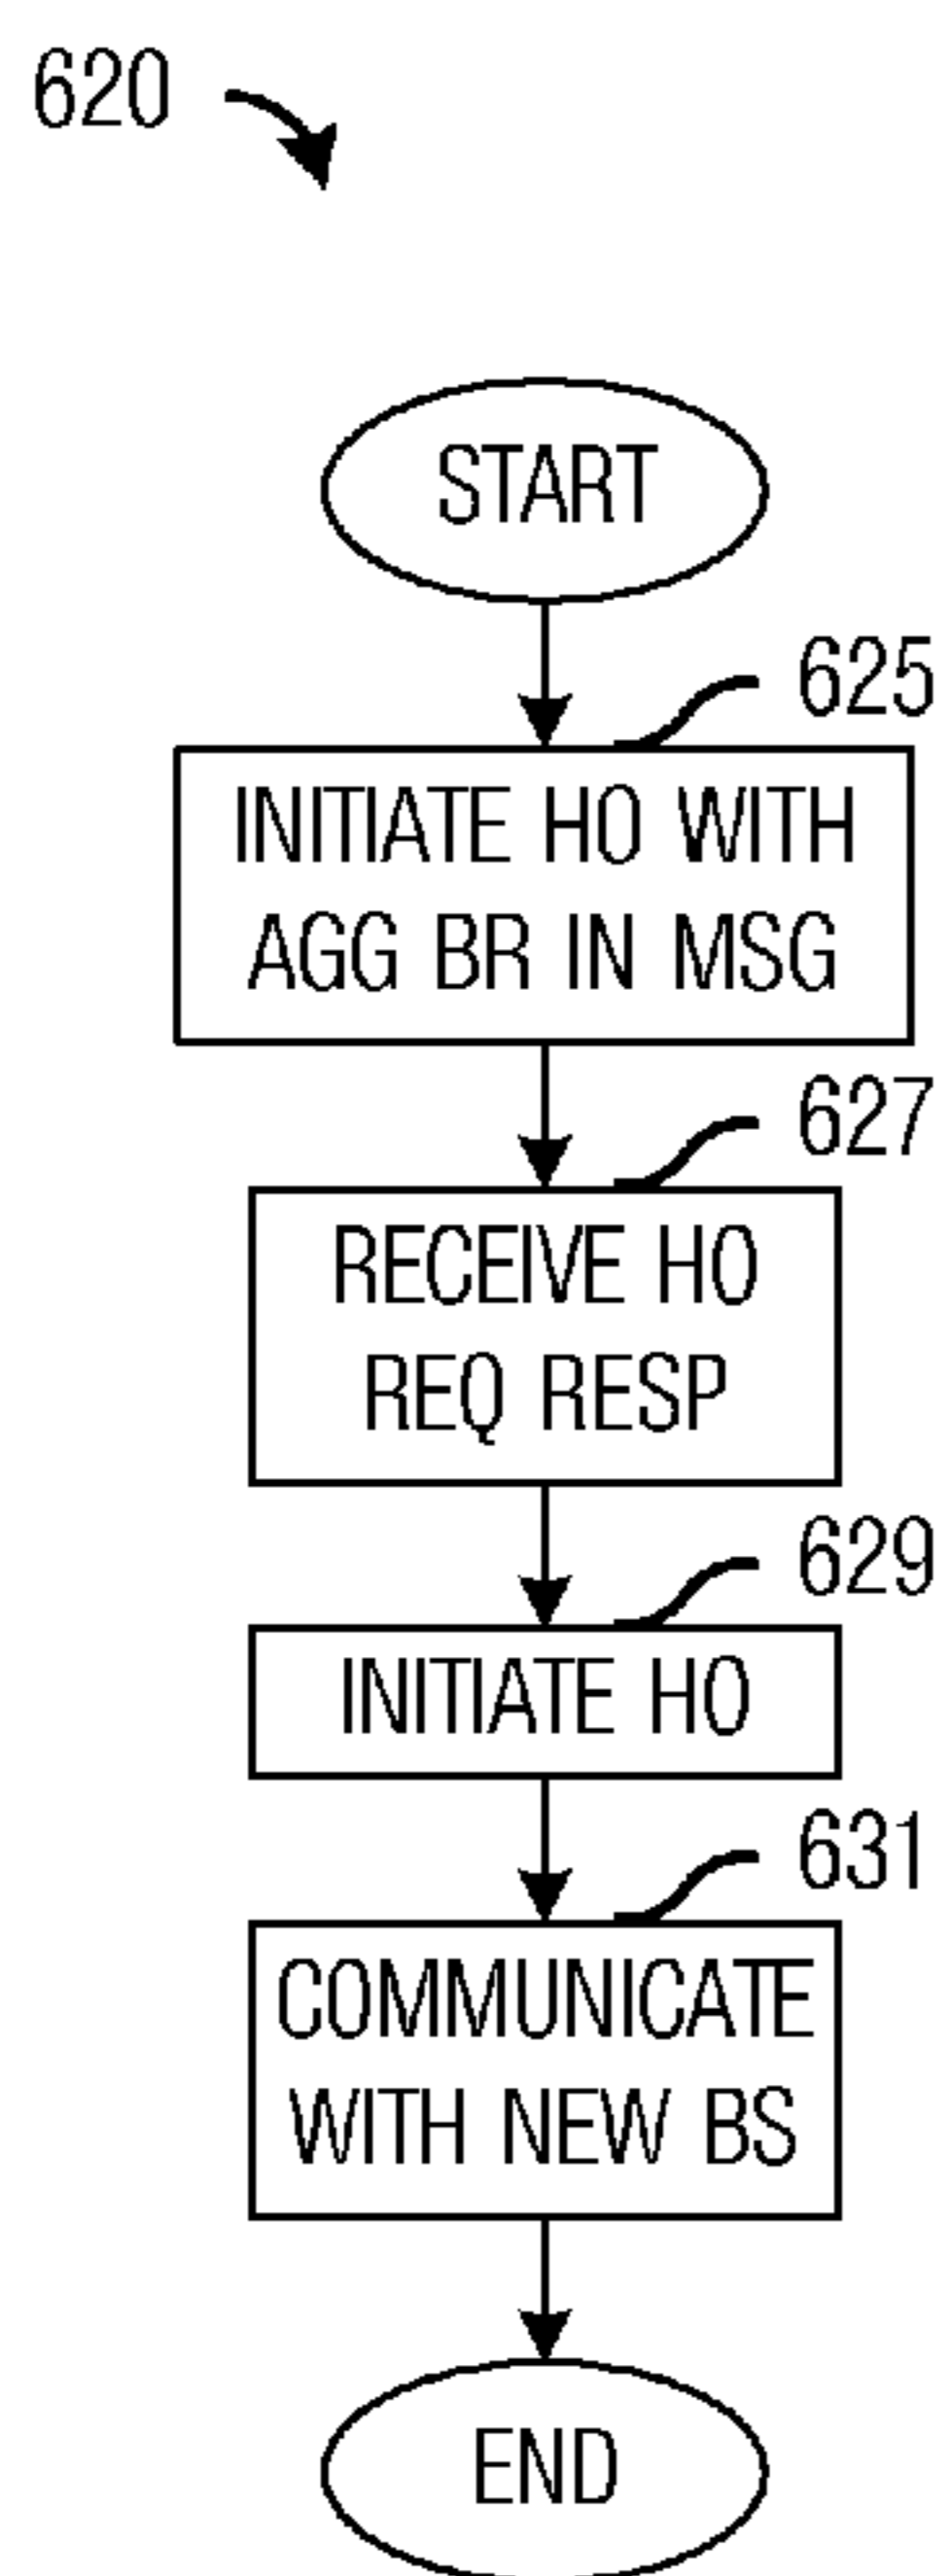 620
START
625
INITIATE HO WITH
AGG BR IN MSG
627
RECEIVE HO
REQ RESP
629
INITIATE HO
631
COMMUNICATE
WITH NEW BS
END